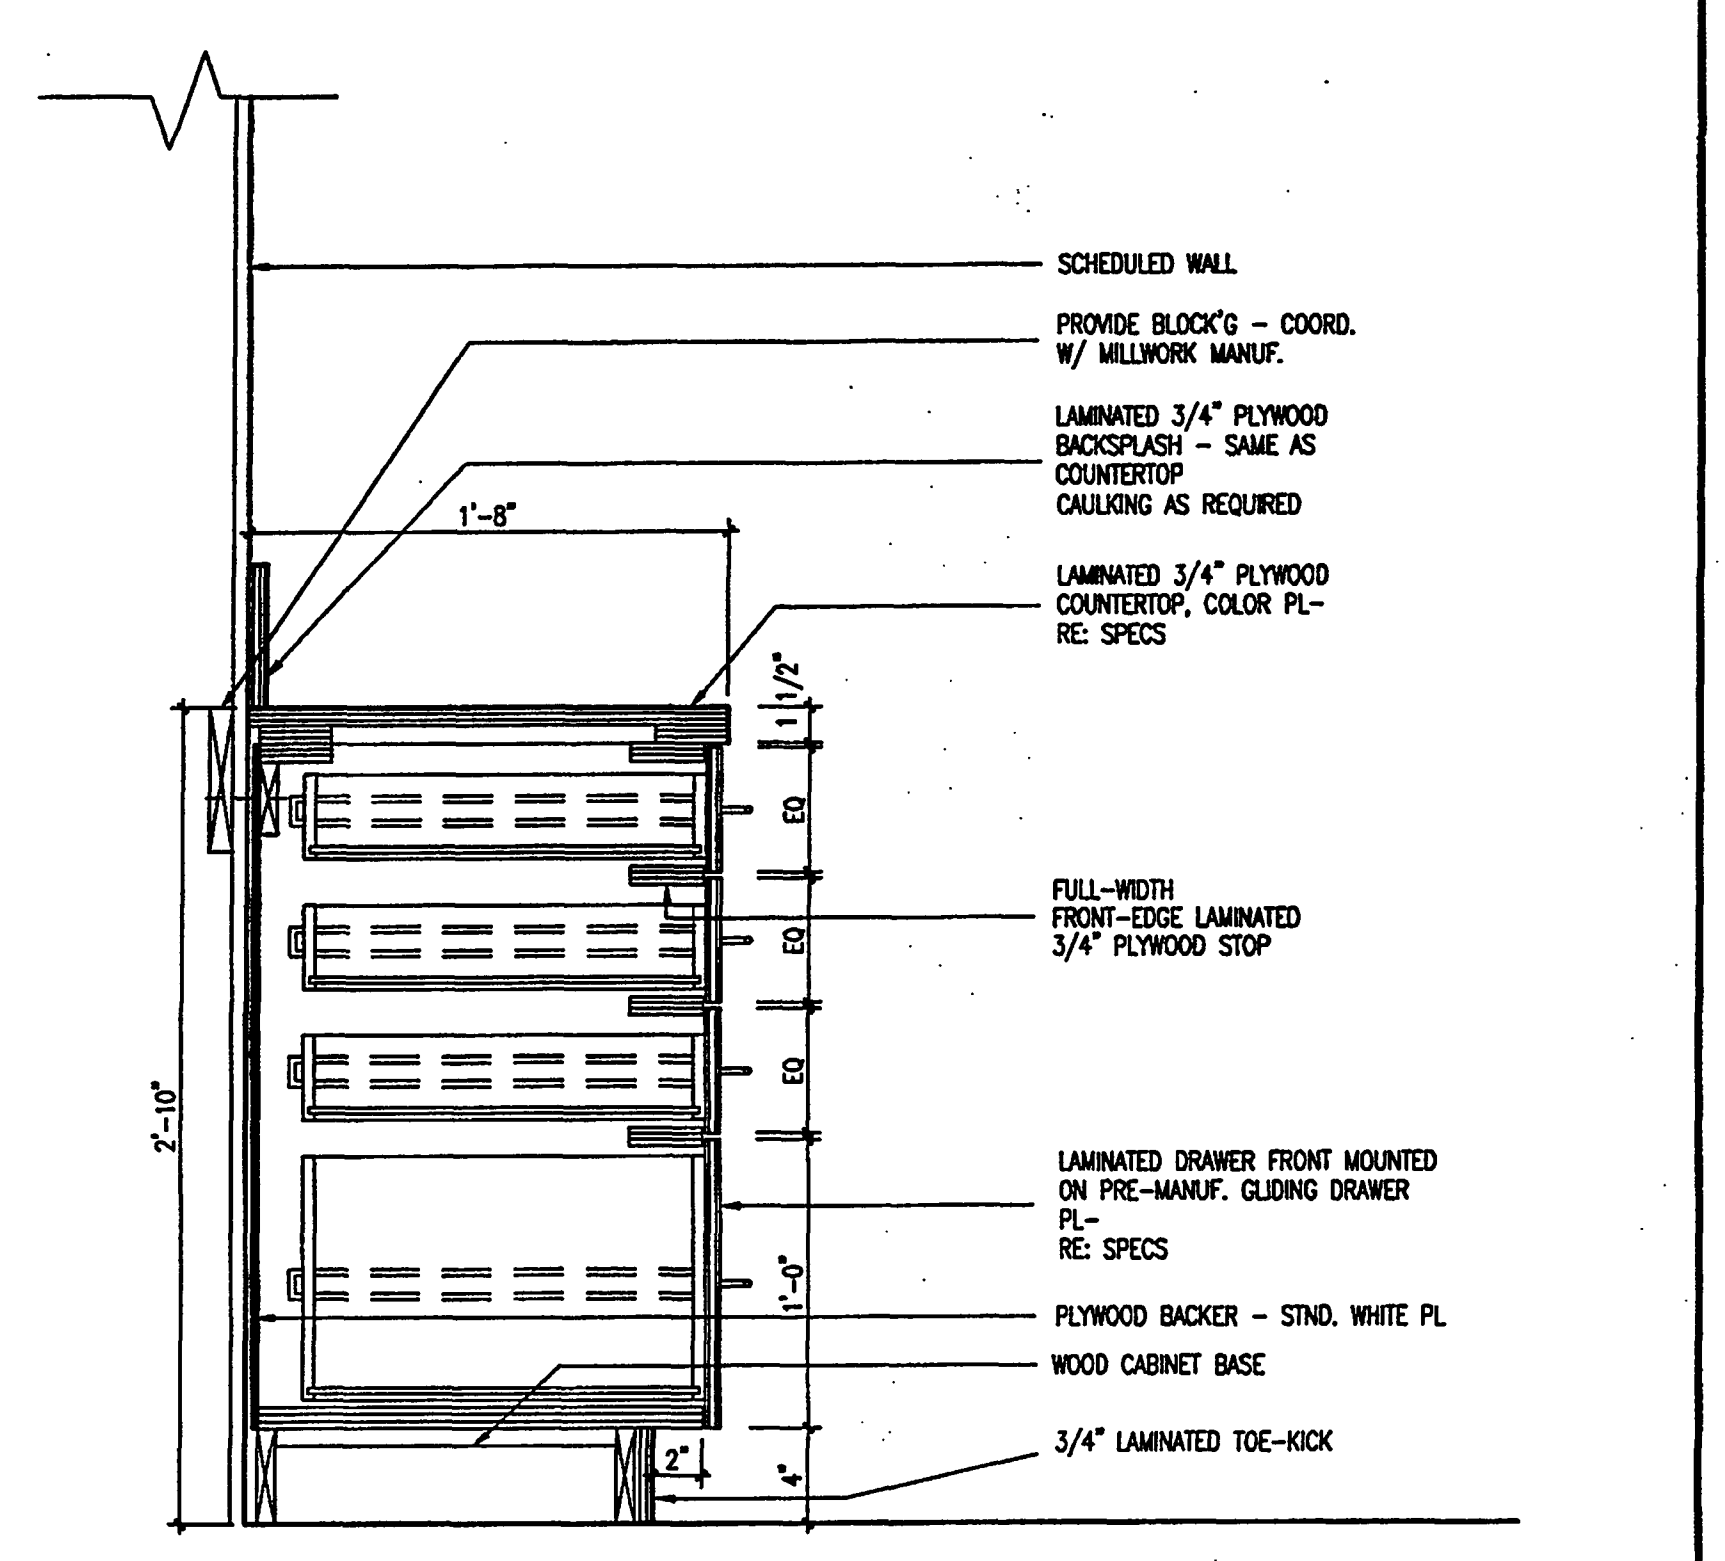 SCHEDULED WALL
PROVIDE BLOCK'G - COORD.
W/ MILLWORK MANUF.
LAMINATED 3/4" PLYWOOD
BACKSPLASH - SAME AS
COUNTERTOP
CAULKING AS REQUIRED
1'-8"
LAMINATED 3/4" PLYWOOD
COUNTERTOP, COLOR PL-
RE: SPECS
1 1/2"
EQ
FULL-WIDTH
FRONT-EDGE LAMINATED
3/4" PLYWOOD STOP
EQ
EQ
2'-10"
LAMINATED DRAWER FRONT MOUNTED
ON PRE-MANUF. GLIDING DRAWER
PL-
RE: SPECS
1'-0"
PLYWOOD BACKER - STND. WHITE PL
WOOD CABINET BASE
3/4" LAMINATED TOE-KICK
2"
4"